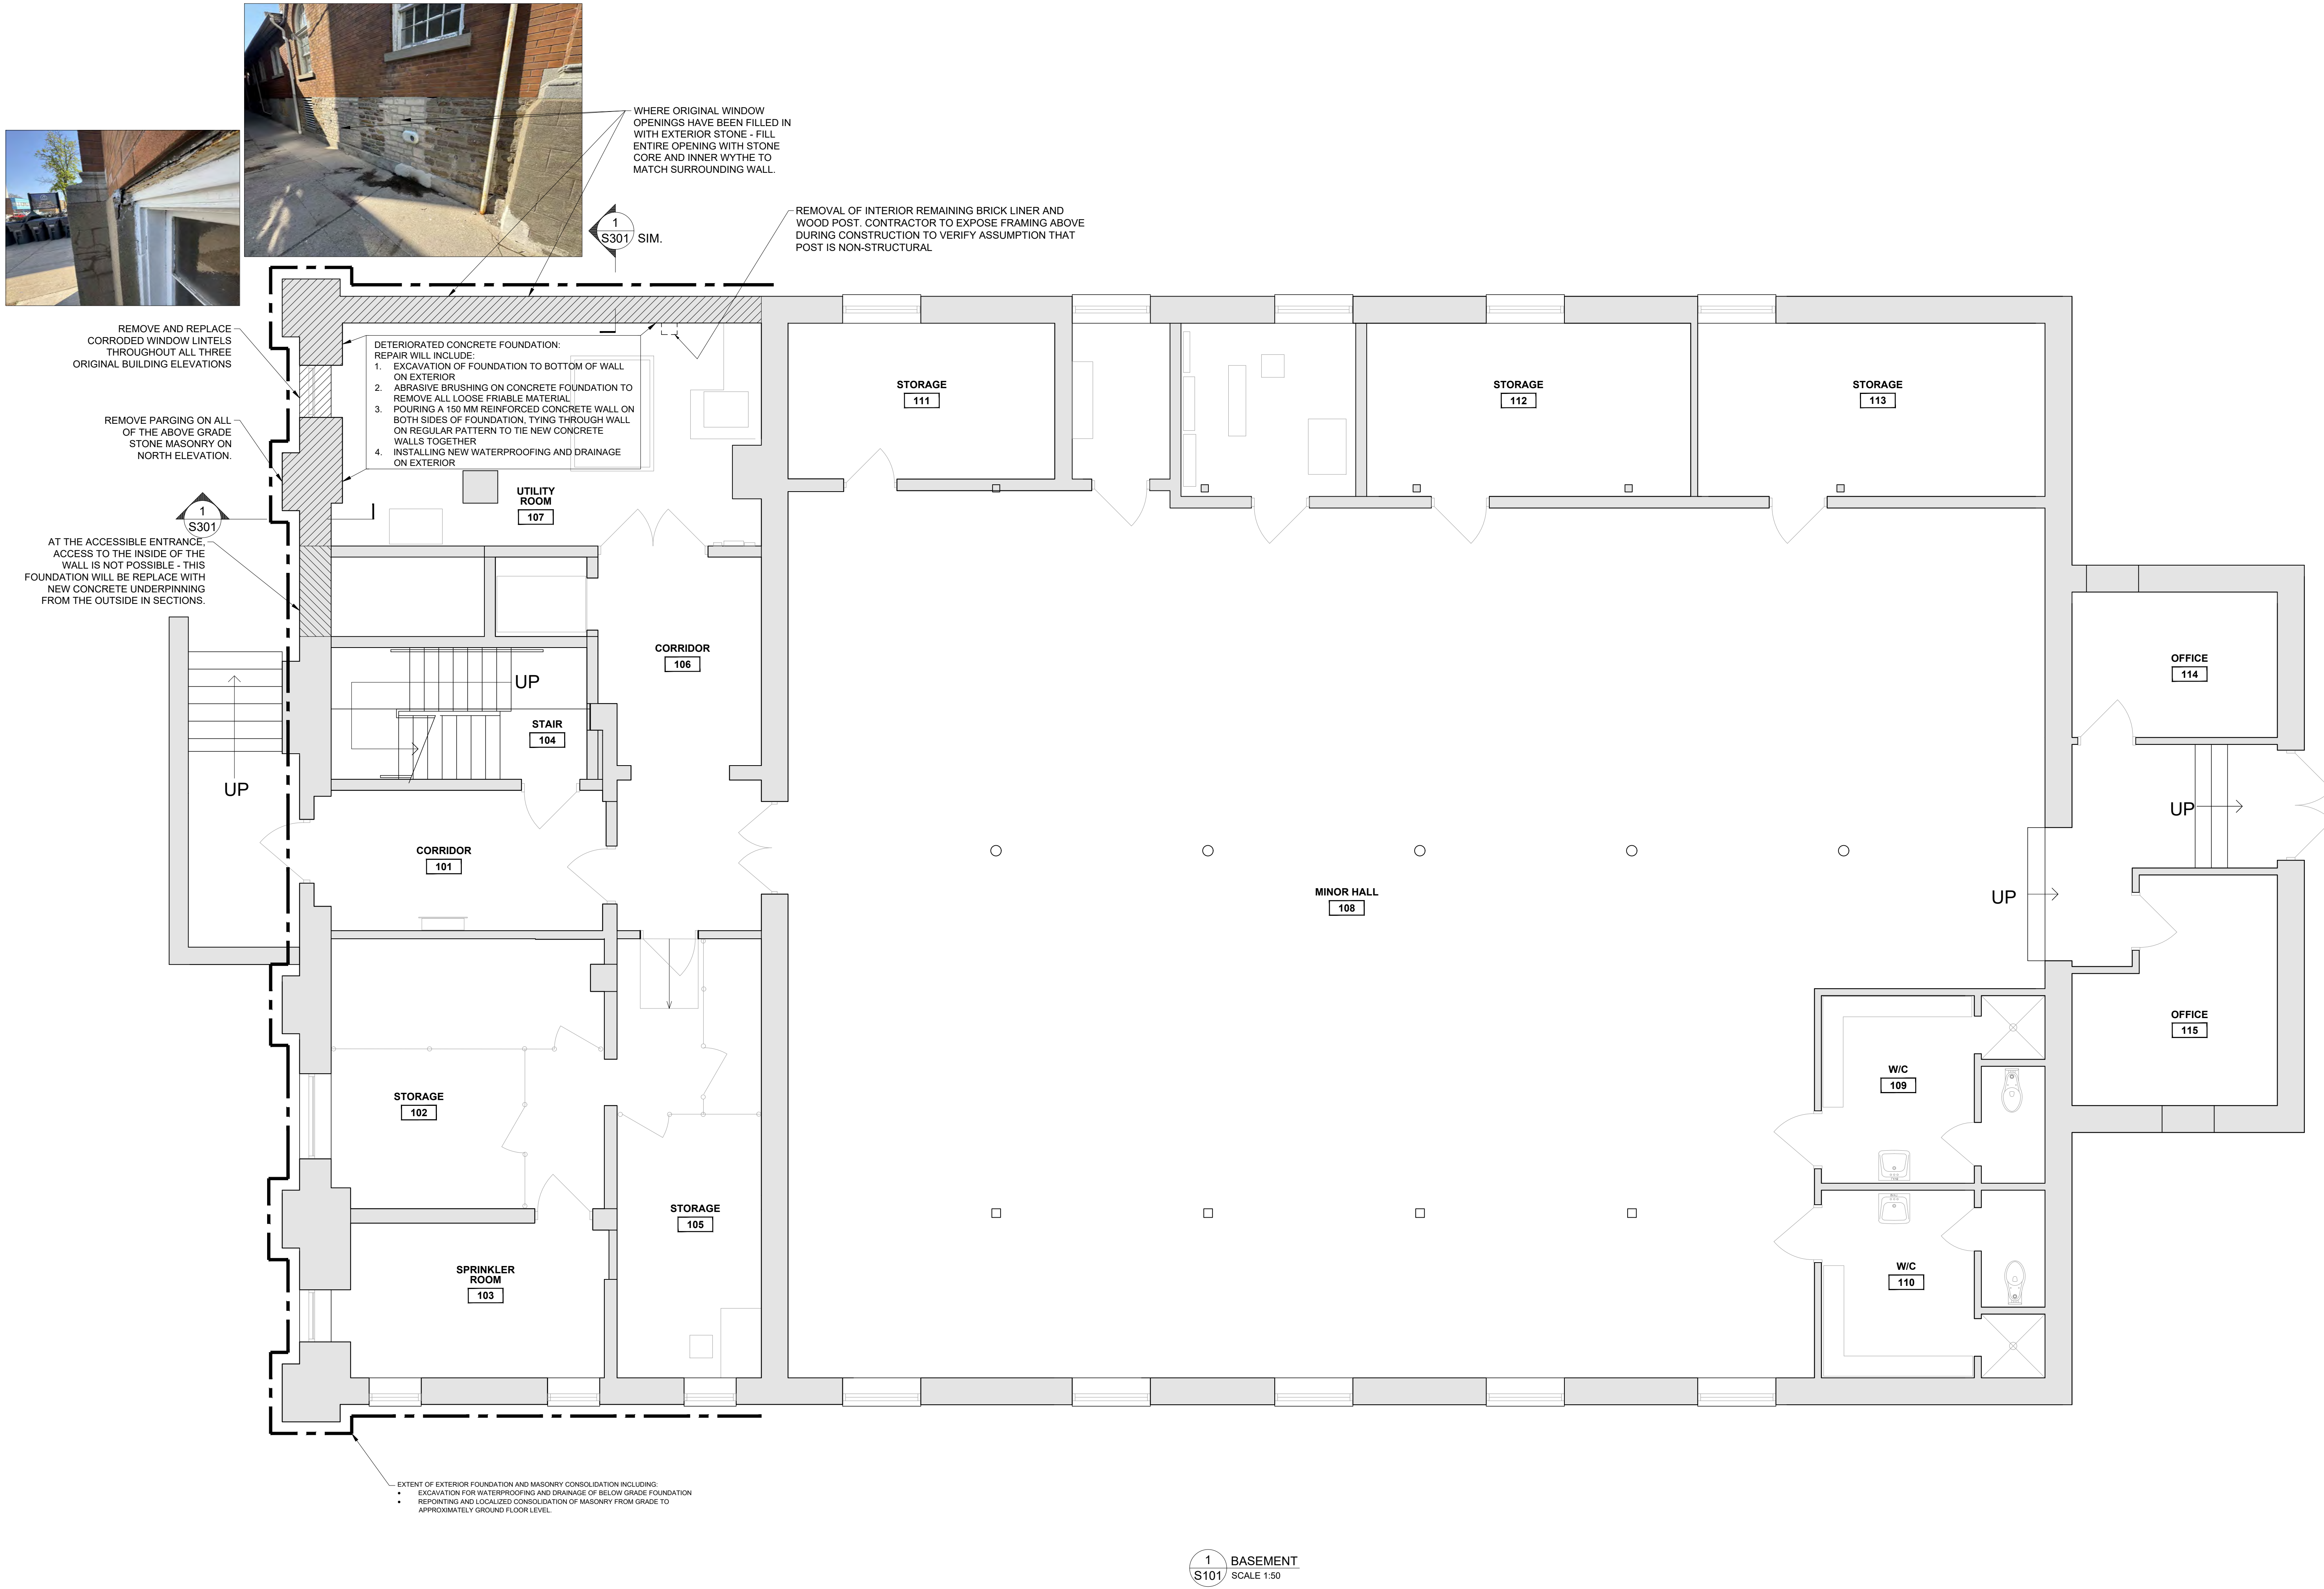 WHERE ORIGINAL WINDOW
OPENINGS HAVE BEEN FILLED IN
WITH EXTERIOR STONE - FILL
ENTIRE OPENING WITH STONE
CORE AND INNER WYTHE TO
MATCH SURROUNDING WALL.
1
S301
SIM.
REMOVAL OF INTERIOR REMAINING BRICK LINER AND
WOOD POST. CONTRACTOR TO EXPOSE FRAMING ABOVE
DURING CONSTRUCTION TO VERIFY ASSUMPTION THAT
POST IS NON-STRUCTURAL
REMOVE AND REPLACE
CORRODED WINDOW LINTELS
THROUGHOUT ALL THREE
ORIGINAL BUILDING ELEVATIONS
REMOVE PARGING ON ALL
OF THE ABOVE GRADE
STONE MASONRY ON
NORTH ELEVATION.
1
S301
AT THE ACCESSIBLE ENTRANCE,
ACCESS TO THE INSIDE OF THE
WALL IS NOT POSSIBLE - THIS
FOUNDATION WILL BE REPLACE WITH
NEW CONCRETE UNDERPINNING
FROM THE OUTSIDE IN SECTIONS.
DETERIORATED CONCRETE FOUNDATION:
REPAIR WILL INCLUDE:
1. EXCAVATION OF FOUNDATION TO BOTTOM OF WALL
ON EXTERIOR
2. ABRASIVE BRUSHING ON CONCRETE FOUNDATION TO
REMOVE ALL LOOSE FRIABLE MATERIAL
3. POURING A 150 MM REINFORCED CONCRETE WALL ON
BOTH SIDES OF FOUNDATION, TYING THROUGH WALL
ON REGULAR PATTERN TO TIE NEW CONCRETE
WALLS TOGETHER
4. INSTALLING NEW WATERPROOFING AND DRAINAGE
ON EXTERIOR
UTILITY
ROOM
107
STORAGE
111
STORAGE
112
STORAGE
113
CORRIDOR
106
UP
STAIR
104
UP
CORRIDOR
101
MINOR HALL
108
OFFICE
114
UP
UP
OFFICE
115
STORAGE
102
STORAGE
105
SPRINKLER
ROOM
103
W/C
109
W/C
110
EXTENT OF EXTERIOR FOUNDATION AND MASONRY CONSOLIDATION INCLUDING:
• EXCAVATION FOR WATERPROOFING AND DRAINAGE OF BELOW GRADE FOUNDATION
• REPOINTING AND LOCALIZED CONSOLIDATION OF MASONRY FROM GRADE TO
APPROXIMATELY GROUND FLOOR LEVEL.
1
S101
BASEMENT
SCALE 1:50